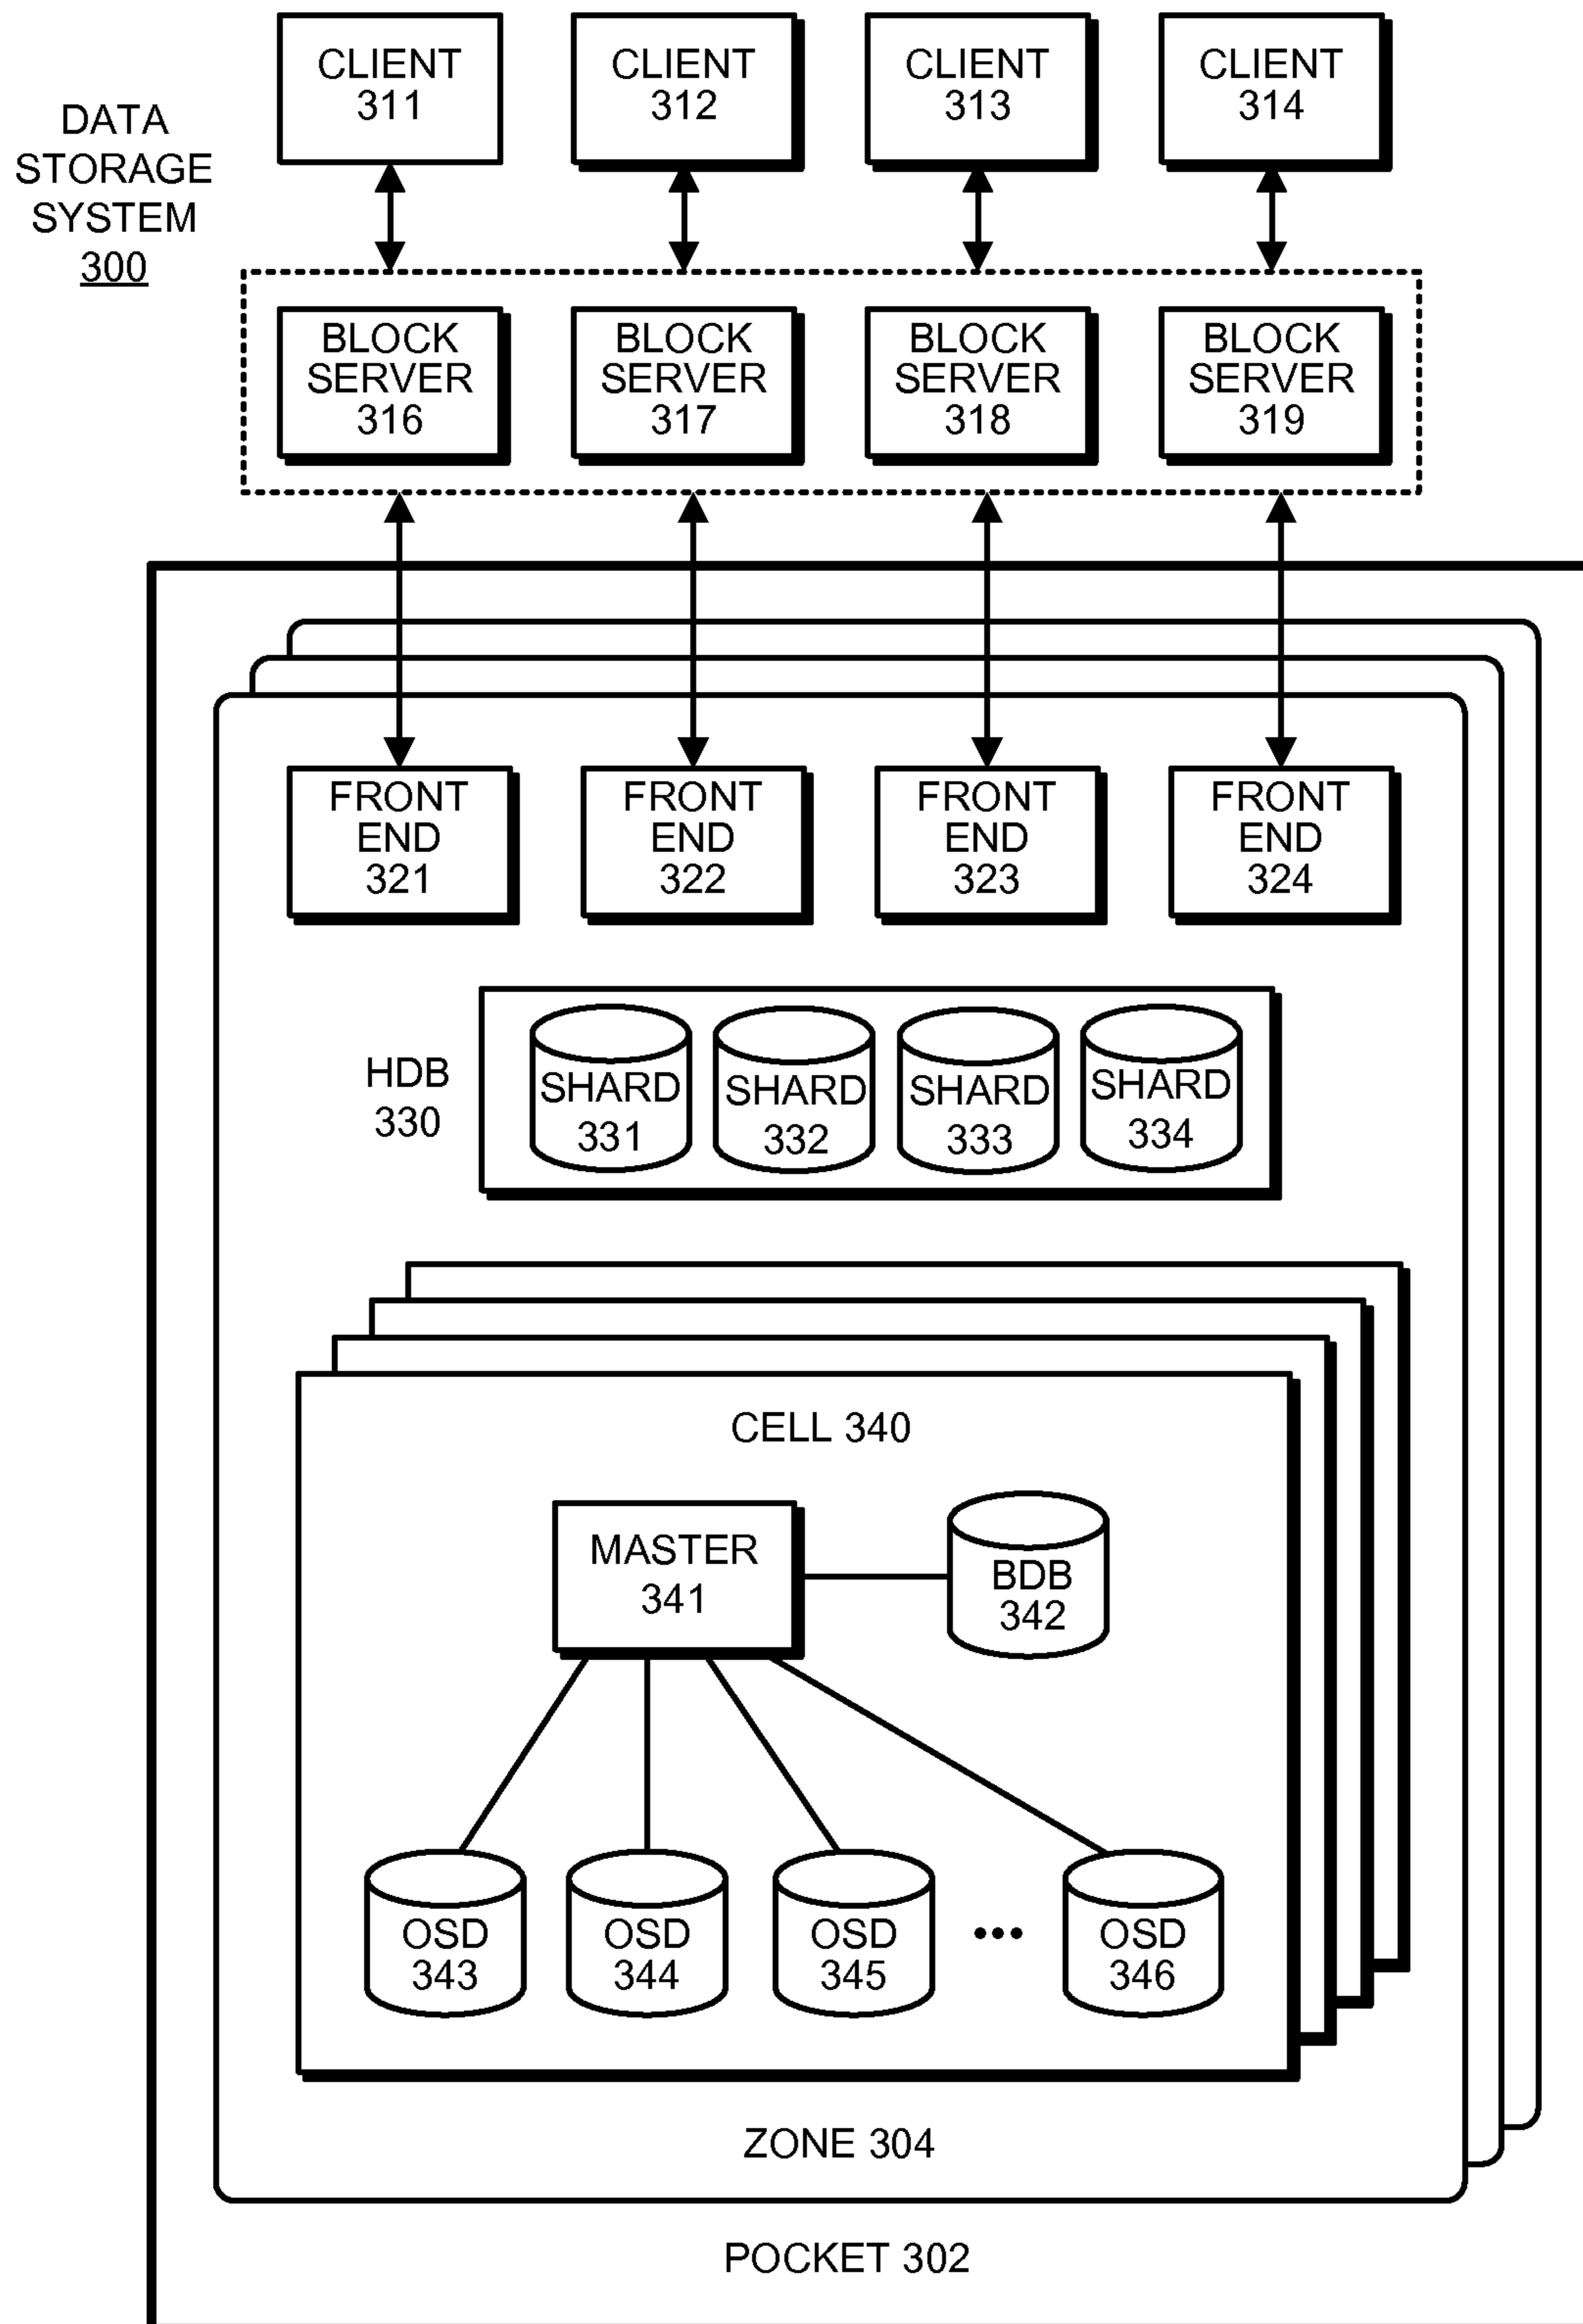 DATA
STORAGE
SYSTEM
300
CLIENT
311
CLIENT
312
CLIENT
313
CLIENT
314
BLOCK
SERVER
316
BLOCK
SERVER
317
BLOCK
SERVER
318
BLOCK
SERVER
319
FRONT
END
321
FRONT
END
322
FRONT
END
323
FRONT
END
324
HDB
330
SHARD
331
SHARD
332
SHARD
333
SHARD
334
CELL 340
MASTER
341
BDB
342
OSD
343
OSD
344
OSD
345
•••
OSD
346
ZONE 304
POCKET 302